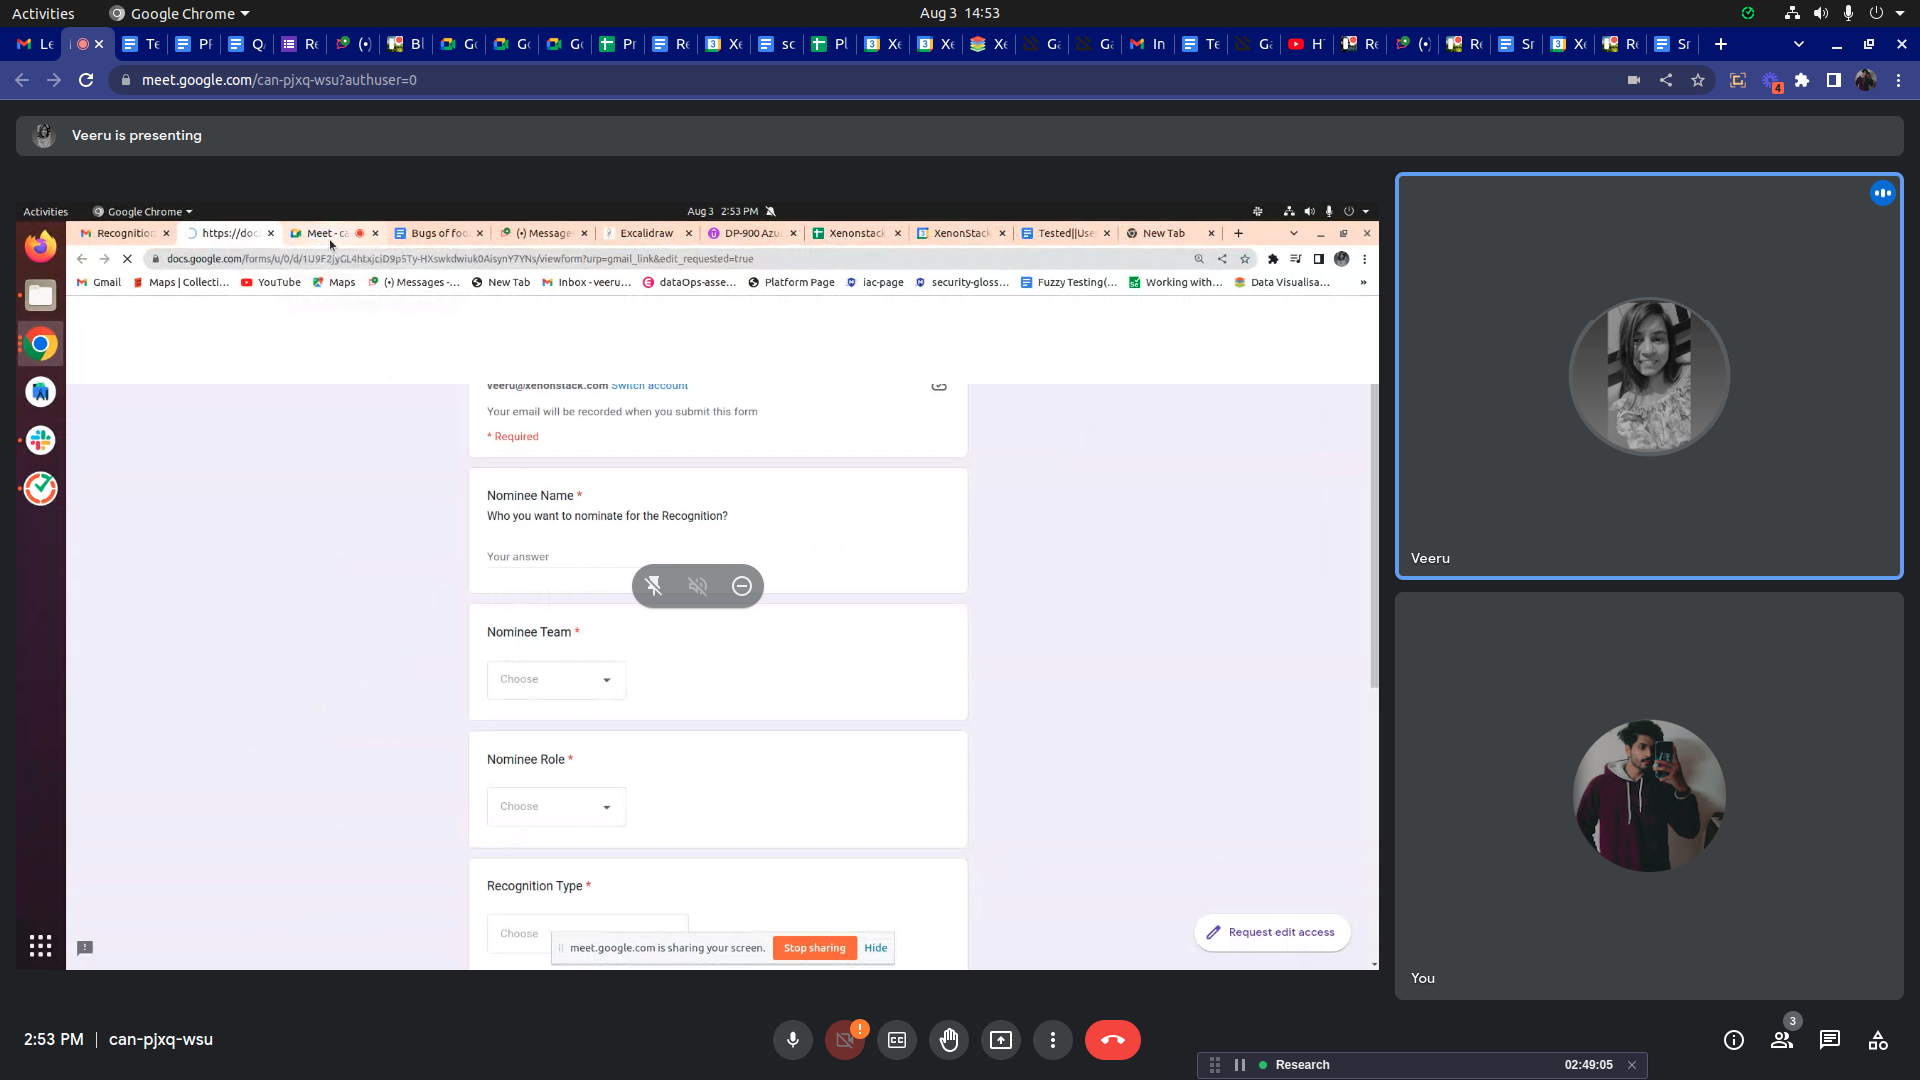 Activities
Google Chrome
Aug 3 14:53
Le
Te
Pl
Q
Re
(•)
Bl
Gc
Gc
Gc
Pr
Re
Xe
sc
Pl
Xe
Xe
Xe
Ga
Ga
In
Te
Ga
H'
Re
(•)
Re
Sr
Xe
Re
Sr
meet.google.com/can-pjxq-wsu?authuser=0
4
Veeru is presenting
Activities
Google Chrome
Aug 3 2:53 PM
Recognition
https://doc
Meet - ca
Bugs of foo
(•) Messages
Excalidraw
DP-900 Azu
Xenonstack
XenonStac
Tested||Use
New Tab
docs.google.com/forms/u/0/d/1U9F2jyGL4htxjciD9p5Ty-HXswkdwiuk0AisynY7YNs/viewform?urp=gmail_link&edit_requested=true
Gmail
Maps | Collecti...
YouTube
Maps
(•) Messages -...
New Tab
Inbox - veeru...
dataOps-asse...
Platform Page
iac-page
security-gloss...
Fuzzy Testing(...
Working with...
Data Visualisa...
»
veeru@xenonstack.com Switch account
Your email will be recorded when you submit this form
* Required
Nominee Name *
Who you want to nominate for the Recognition?
Your answer
Nominee Team *
Choose
Nominee Role *
Choose
Recognition Type *
Choose
meet.google.com is sharing your screen.
Stop sharing
Hide
Request edit access
Veeru
You
2:53 PM | can-pjxq-wsu
!
3
Research
02:49:05